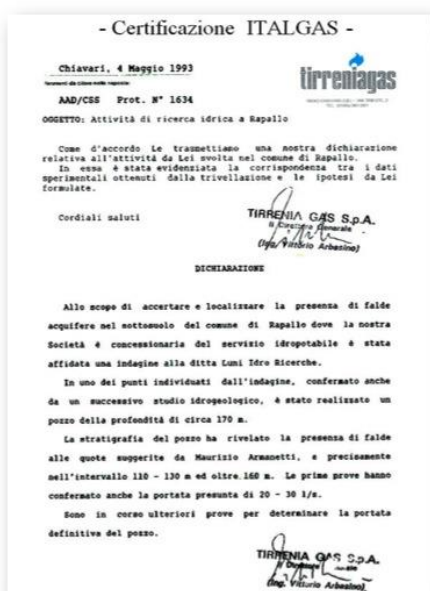 - Certificazione ITALGAS -
Chiavari, 4 Maggio 1993
tirreniagas
AAD/CSS Prot. N° 1634
OGGETTO: Attività di ricerca idrica a Rapallo
Come d'accordo Le trasmettiamo una nostra dichiarazione
relativa all'attività da Lei svolta nel comune di Rapallo.
In essa è stata evidenziata la corrispondenza tra i dati
sperimentali ottenuti dalla trivellazione e le ipotesi da Lei
formulate.
Cordiali saluti
TIRRENIA GAS S.p.A.
Il Direttore Generale
(Ing. Vittorio Arbasino)
DICHIARAZIONE
Allo scopo di accertare e localizzare la presenza di falde
acquifere nel sottosuolo del comune di Rapallo dove la nostra
Società è concessionaria del servizio idropotabile è stata
affidata una indagine alla ditta Luni Idro Ricerche.
In uno dei punti individuati dall'indagine, confermato anche
da un successivo studio idrogeologico, è stato realizzato un
pozzo della profondità di circa 170 m.
La stratigrafia del pozzo ha rivelato la presenza di falde
alle quote suggerite da Maurizio Armanetti, e precisamente
nell'intervallo 110 - 130 m ed oltre 160 m. Le prime prove hanno
confermato anche la portata presunta di 20 - 30 l/s.
Sono in corso ulteriori prove per determinare la portata
definitiva del pozzo.
TIRRENIA GAS S.p.A.
Il Direttore Generale
(Ing. Vittorio Arbasino)